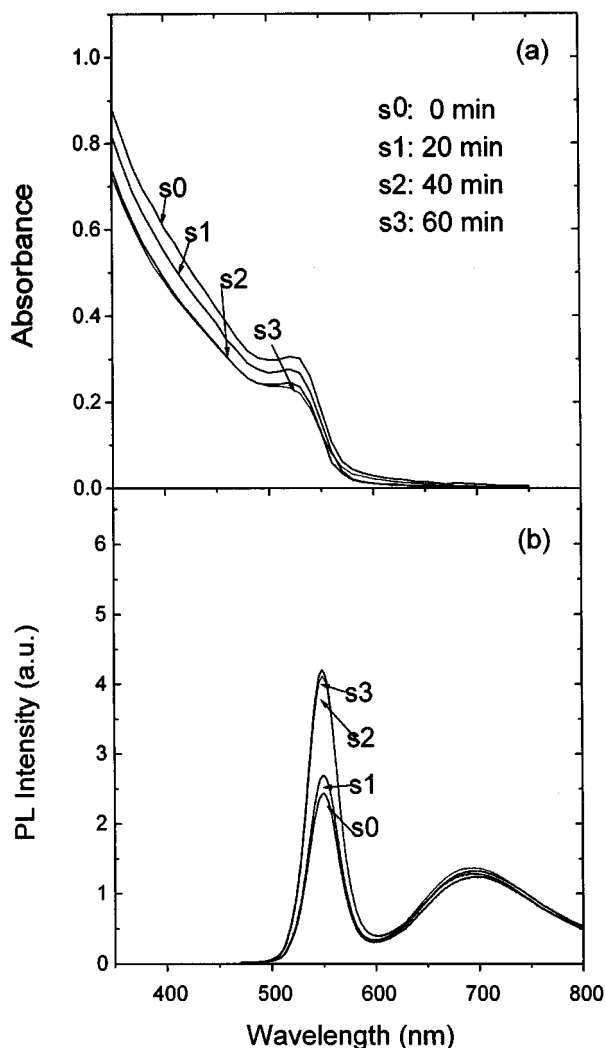 (a)
1.0
0.8
0.6
0.4
0.2
0.0
Absorbance
s0: 0 min
s1: 20 min
s2: 40 min
s3: 60 min
s0
s1
s2
s3
(b)
6
5
4
3
2
1
0
PL Intensity (a.u.)
s3
s2
s1
s0
400 500 600 700 800
Wavelength (nm)